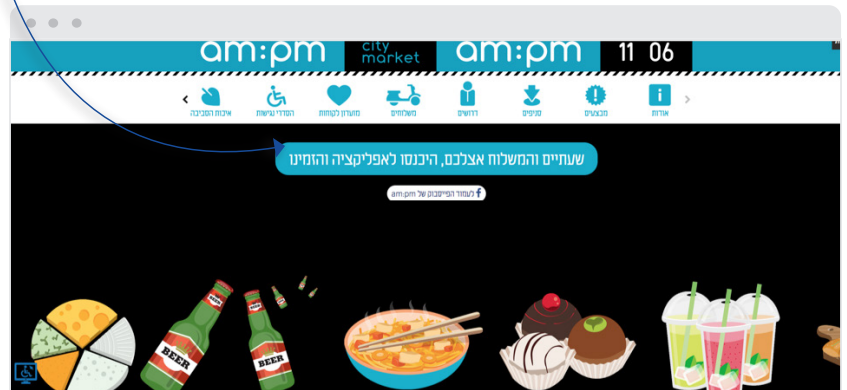 am:pm
city
market
am:pm
11 06
אודות
מבצעים
סניפים
דרושים
משלוחים
מועדון לקוחות
הסדרי נגישות
איכות הסביבה
שעתיים והמשלוח אצלכם, היכנסו לאפליקציה והזמינו
לעמוד הפייסבוק של am:pm
BEER
BEER